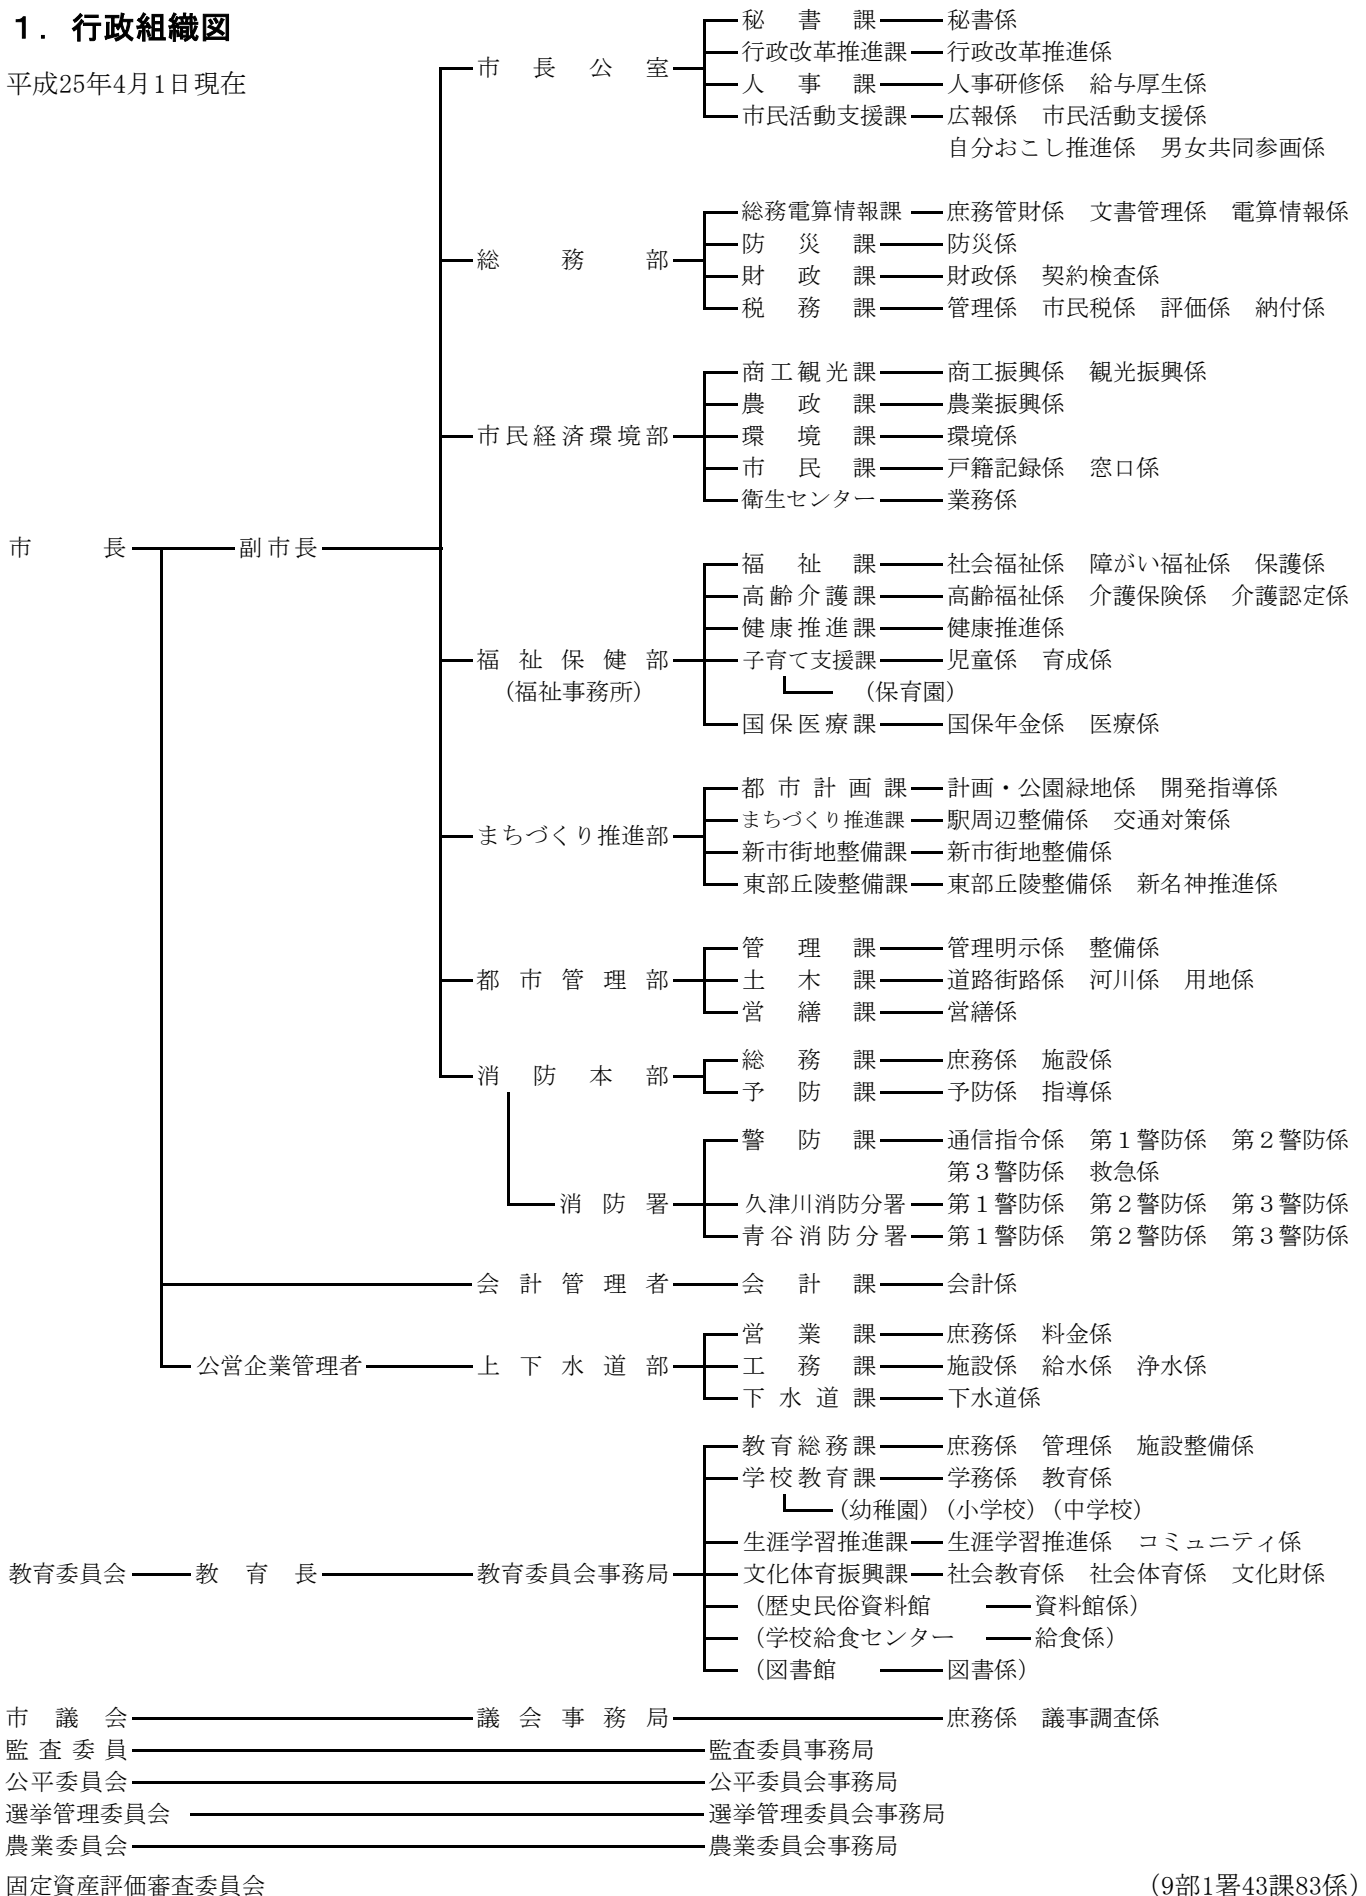 1．行政組織図
平成25年4月1日現在
市長公室
秘書課 秘書係
行政改革推進課 行政改革推進係
人事課 人事研修係 給与厚生係
市民活動支援課 広報係 市民活動支援係
自分おこし推進係 男女共同参画係
総務部
総務電算情報課 庶務管財係 文書管理係 電算情報係
防災課 防災係
財政課 財政係 契約検査係
税務課 管理係 市民税係 評価係 納付係
市民経済環境部
商工観光課 商工振興係 観光振興係
農政課 農業振興係
環境課 環境係
市民課 戸籍記録係 窓口係
衛生センター 業務係
市長 副市長
福祉保健部
(福祉事務所)
福祉課 社会福祉係 障がい福祉係 保護係
高齢介護課 高齢福祉係 介護保険係 介護認定係
健康推進課 健康推進係
子育て支援課 児童係 育成係
(保育園)
国保医療課 国保年金係 医療係
まちづくり推進部
都市計画課 計画・公園緑地係 開発指導係
まちづくり推進課 駅周辺整備係 交通対策係
新市街地整備課 新市街地整備係
東部丘陵整備課 東部丘陵整備係 新名神推進係
都市管理部
管理課 管理明示係 整備係
土木課 道路街路係 河川係 用地係
営繕課 営繕係
消防本部
総務課 庶務係 施設係
予防課 予防係 指導係
消防署
警防課 通信指令係 第1警防係 第2警防係
第3警防係 救急係
久津川消防分署 第1警防係 第2警防係 第3警防係
青谷消防分署 第1警防係 第2警防係 第3警防係
会計管理者 会計課 会計係
公営企業管理者 上下水道部
営業課 庶務係 料金係
工務課 施設係 給水係 浄水係
下水道課 下水道係
教育委員会 教育長 教育委員会事務局
教育総務課 庶務係 管理係 施設整備係
学校教育課 学務係 教育係
(幼稚園) (小学校) (中学校)
生涯学習推進課 生涯学習推進係 コミュニティ係
文化体育振興課 社会教育係 社会体育係 文化財係
(歴史民俗資料館 資料館係)
(学校給食センター 給食係)
(図書館 図書係)
市議会 議会事務局 庶務係 議事調査係
監査委員 監査委員事務局
公平委員会 公平委員会事務局
選挙管理委員会 選挙管理委員会事務局
農業委員会 農業委員会事務局
固定資産評価審査委員会
(9部1署43課83係)